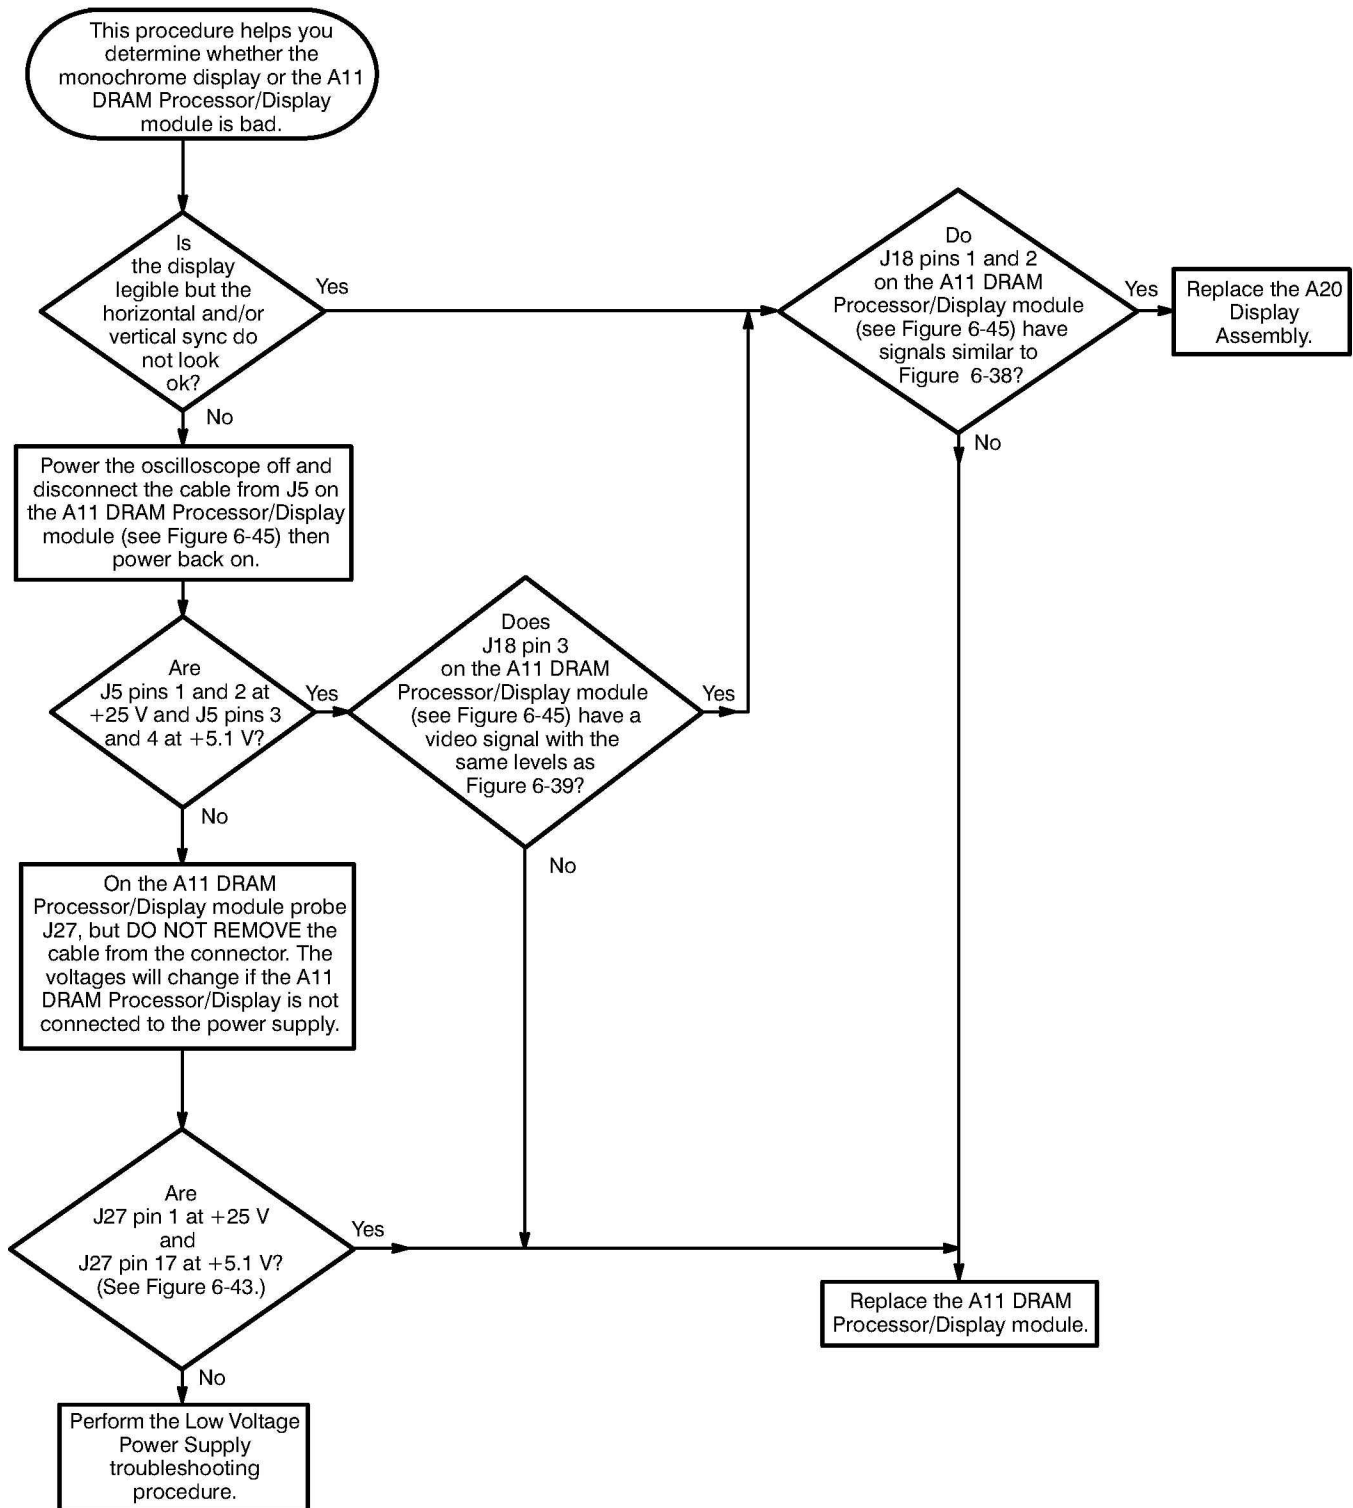 This procedure helps you
determine whether the
monochrome display or the A11
DRAM Processor/Display
module is bad.
Is
the display
legible but the
horizontal and/or
vertical sync do
not look
ok?
Yes
No
Do
J18 pins 1 and 2
on the A11 DRAM
Processor/Display module
(see Figure 6-45) have
signals similar to
Figure 6-38?
Yes
No
Replace the A20
Display
Assembly.
Power the oscilloscope off and
disconnect the cable from J5 on
the A11 DRAM Processor/Display
module (see Figure 6-45) then
power back on.
Are
J5 pins 1 and 2 at
+25 V and J5 pins 3
and 4 at +5.1 V?
Yes
No
Does
J18 pin 3
on the A11 DRAM
Processor/Display module
(see Figure 6-45) have a
video signal with the
same levels as
Figure 6-39?
Yes
No
On the A11 DRAM
Processor/Display module probe
J27, but DO NOT REMOVE the
cable from the connector. The
voltages will change if the A11
DRAM Processor/Display is not
connected to the power supply.
Are
J27 pin 1 at +25 V
and
J27 pin 17 at +5.1 V?
(See Figure 6-43.)
Yes
No
Replace the A11 DRAM
Processor/Display module.
Perform the Low Voltage
Power Supply
troubleshooting
procedure.